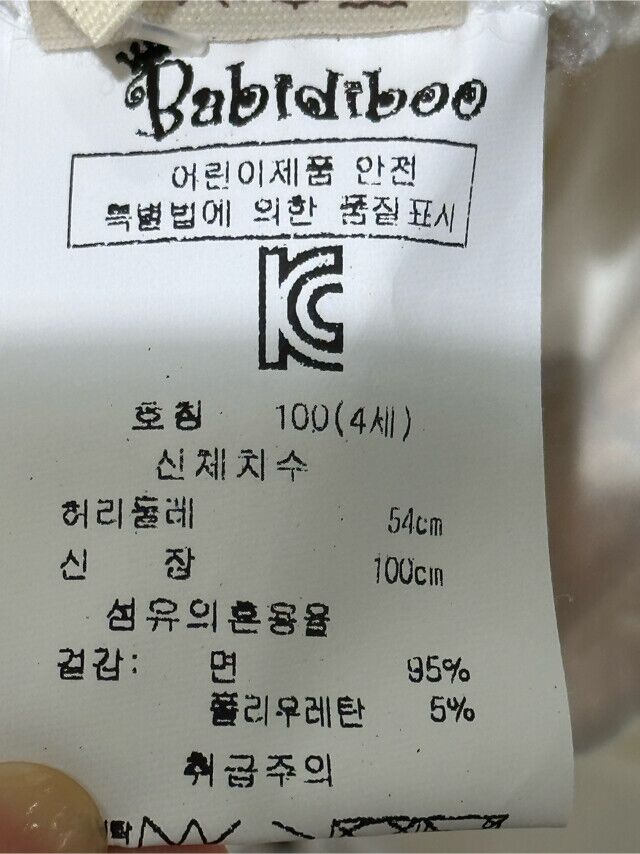 Babidiboo
어린이제품 안전
특별법에 의한 품질표시
호칭 100(4세)
신체치수
허리둘레 54cm
신 장 100cm
섬유의혼용율
겉감: 면 95%
폴리우레탄 5%
취급주의